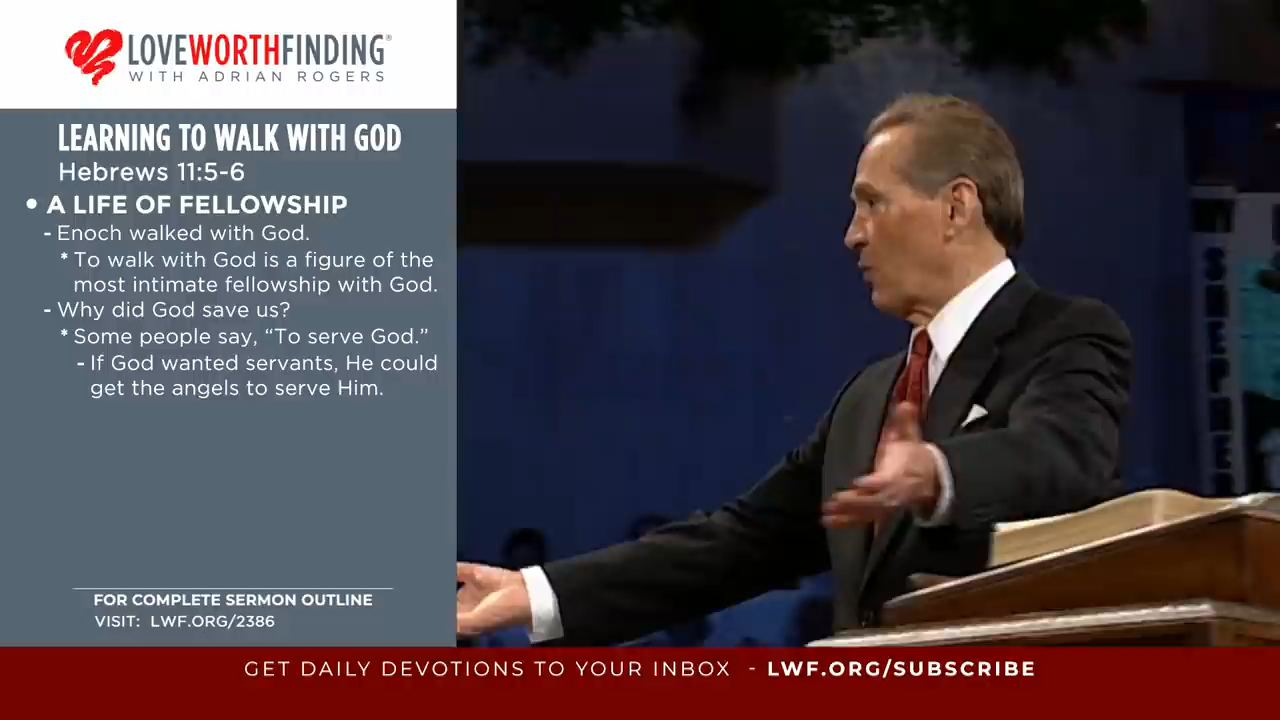 LOVEWORTHFINDING®
WITH ADRIAN ROGERS
LEARNING TO WALK WITH GOD
Hebrews 11:5-6
• A LIFE OF FELLOWSHIP
- Enoch walked with God.
* To walk with God is a figure of the
most intimate fellowship with God.
- Why did God save us?
* Some people say, “To serve God.”
- If God wanted servants, He could
get the angels to serve Him.
FOR COMPLETE SERMON OUTLINE
VISIT: LWF.ORG/2386
GET DAILY DEVOTIONS TO YOUR INBOX - LWF.ORG/SUBSCRIBE